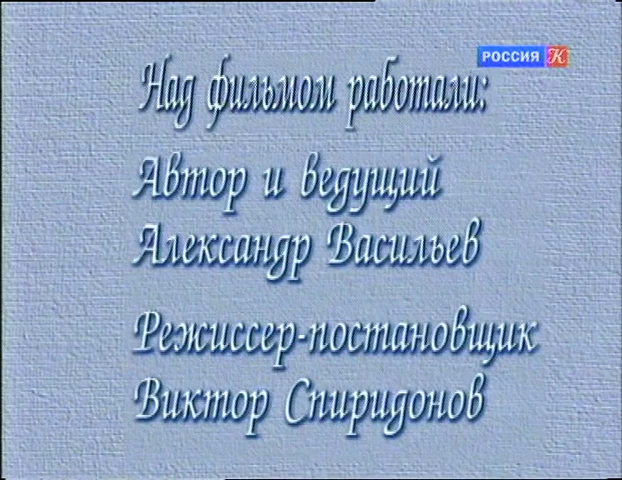 РОССИЯ К
Над фильмом работали:
Автор и ведущий
Александр Васильев
Режиссер-постановщик
Виктор Спиридонов